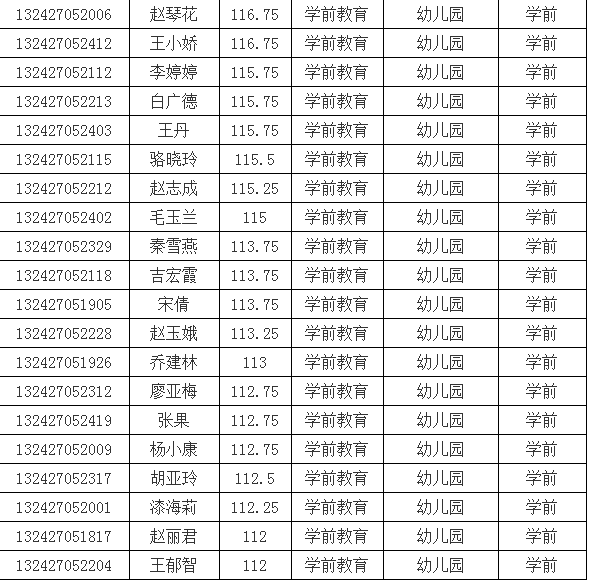 132427052006 赵琴花 116.75 学前教育 幼儿园 学前
132427052412 王小娇 116.75 学前教育 幼儿园 学前
132427052112 李婷婷 115.75 学前教育 幼儿园 学前
132427052213 白广德 115.75 学前教育 幼儿园 学前
132427052403 王丹 115.75 学前教育 幼儿园 学前
132427052115 骆晓玲 115.5 学前教育 幼儿园 学前
132427052212 赵志成 115.25 学前教育 幼儿园 学前
132427052402 毛玉兰 115 学前教育 幼儿园 学前
132427052329 秦雪燕 113.75 学前教育 幼儿园 学前
132427052118 吉宏霞 113.75 学前教育 幼儿园 学前
132427051905 宋倩 113.75 学前教育 幼儿园 学前
132427052228 赵玉娥 113.25 学前教育 幼儿园 学前
132427051926 乔建林 113 学前教育 幼儿园 学前
132427052312 廖亚梅 112.75 学前教育 幼儿园 学前
132427052419 张果 112.75 学前教育 幼儿园 学前
132427052009 杨小康 112.75 学前教育 幼儿园 学前
132427052317 胡亚玲 112.5 学前教育 幼儿园 学前
132427052001 漆海莉 112.25 学前教育 幼儿园 学前
132427051817 赵丽君 112 学前教育 幼儿园 学前
132427052204 王郁智 112 学前教育 幼儿园 学前